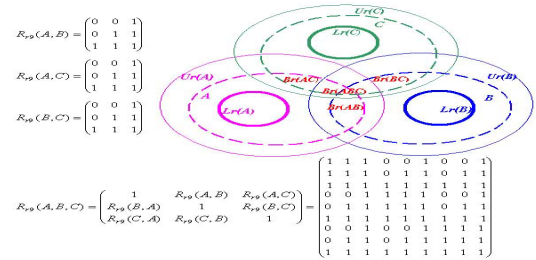 Ur(C)
C
Lr(C)
R_{r9}(A,B) = ( 0 0 1
0 1 1
1 1 1 )
R_{r9}(A,C) = ( 0 0 1
0 1 1
1 1 1 )
R_{r9}(B,C) = ( 0 0 1
0 1 1
1 1 1 )
Ur(A) Br(AC) Br(BC) Ur(B)
A Br(ABC) B
Lr(A) Br(AB) Lr(B)
R_{r9}(A,B,C) = ( 1 R_{r9}(A,B) R_{r9}(A,C)
R_{r9}(B,A) 1 R_{r9}(B,C)
R_{r9}(C,A) R_{r9}(C,B) 1 ) =
( 1 1 1 0 0 1 0 0 1
1 1 1 0 1 1 0 1 1
1 1 1 1 1 1 1 1 1
0 0 1 1 1 1 0 0 1
0 1 1 1 1 1 0 1 1
1 1 1 1 1 1 1 1 1
0 0 1 0 0 1 1 1 1
0 1 1 0 1 1 1 1 1
1 1 1 1 1 1 1 1 1 )